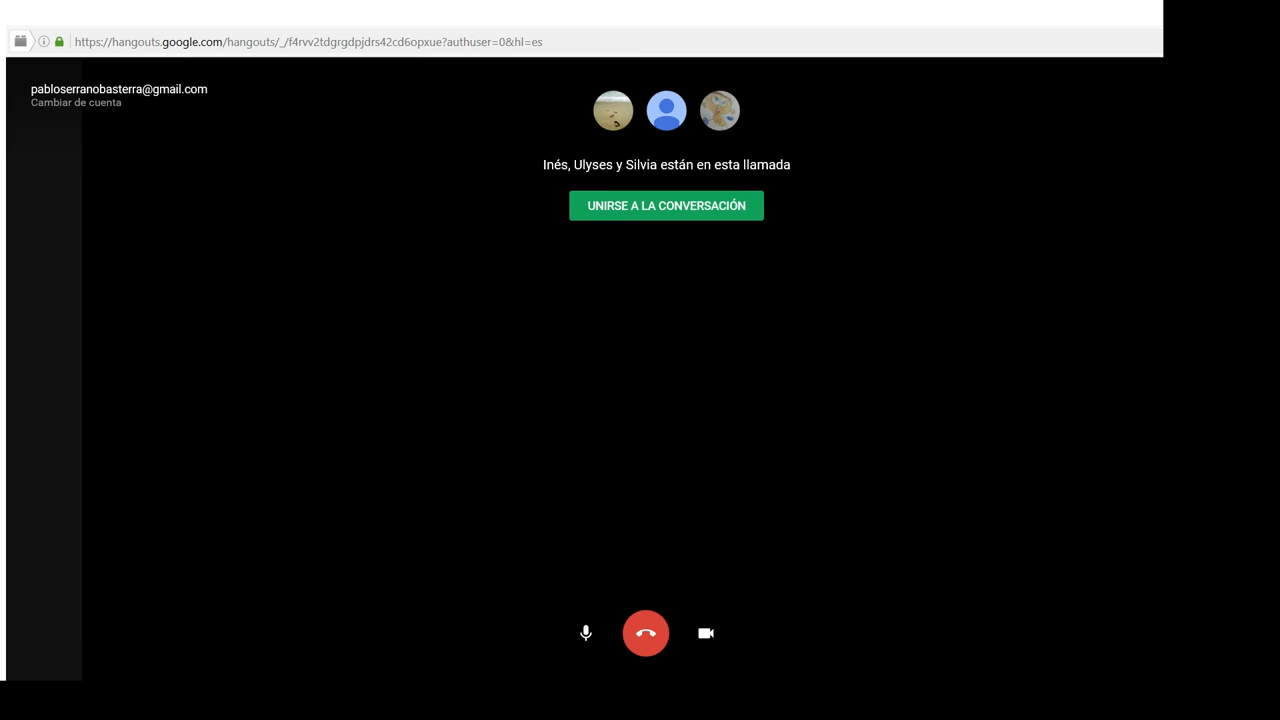 https://hangouts.google.com/hangouts/_/f4rvv2tdgrgdpjdrs42cd6opxue?authuser=0&hl=es
pabloserranobasterra@gmail.com
Cambiar de cuenta
Inés, Ulyses y Silvia están en esta llamada
UNIRSE A LA CONVERSACIÓN